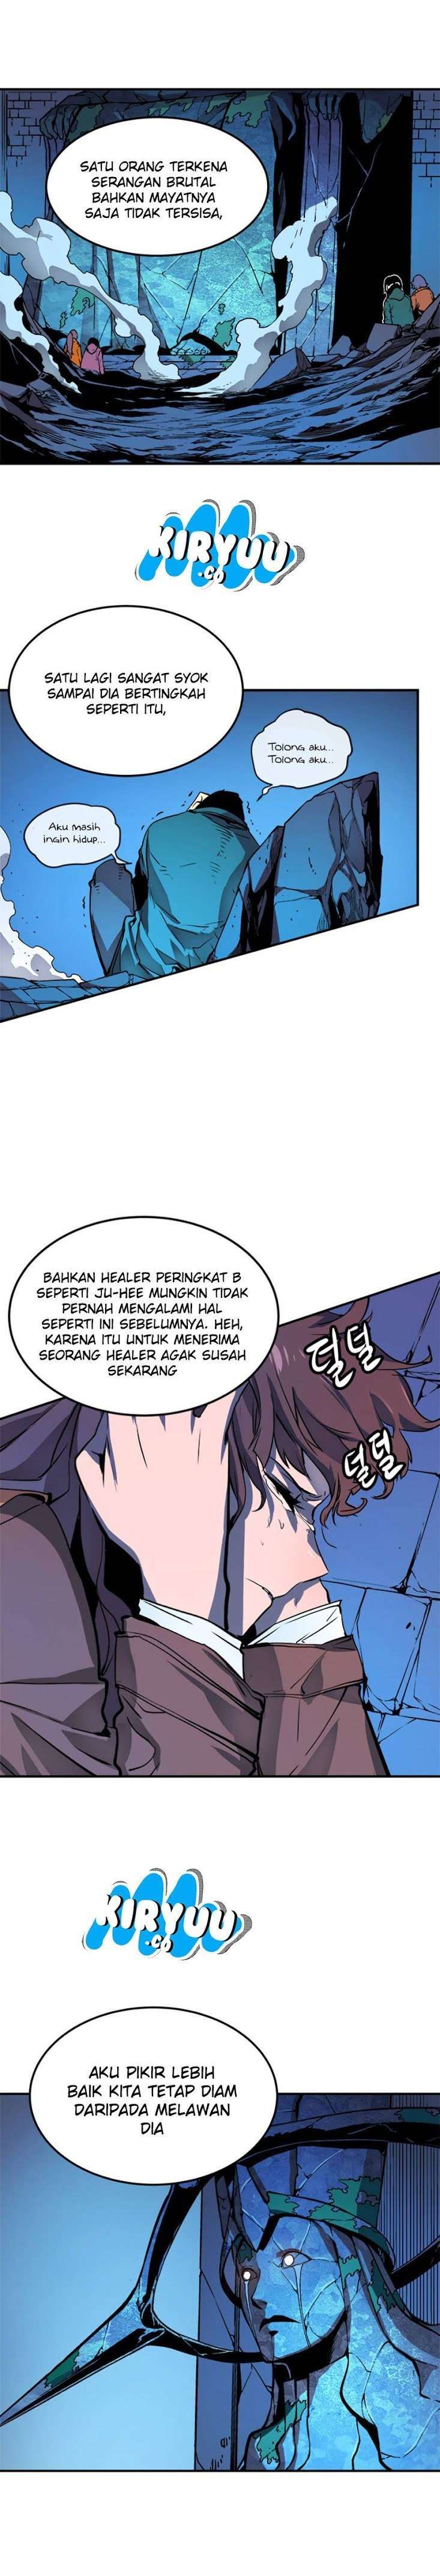 SATU ORANG TERKENA
SERANGAN BRUTAL
BAHKAN MAYATNYA
SAJA TIDAK TERSISA,
KIRYUU
.CO
SATU LAGI SANGAT SYOK
SAMPAI DIA BERTINGKAH
SEPERTI ITU,
Tolong aku...
Tolong aku...
Aku masih
ingin hidup...
BAHKAN HEALER PERINGKAT B
SEPERTI JU-HEE MUNGKIN TIDAK
PERNAH MENGALAMI HAL
SEPERTI INI SEBELUMNYA. HEH,
KARENA ITU UNTUK MENERIMA
SEORANG HEALER AGAK SUSAH
SEKARANG
덜덜
덜덜
KIRYUU
.CO
AKU PIKIR LEBIH
BAIK KITA TETAP DIAM
DARIPADA MELAWAN
DIA